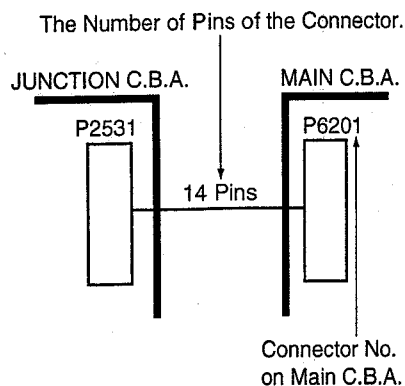 The Number of Pins of the Connector.
JUNCTION C.B.A.
MAIN C.B.A.
P2531
P6201
14 Pins
Connector No.
on Main C.B.A.